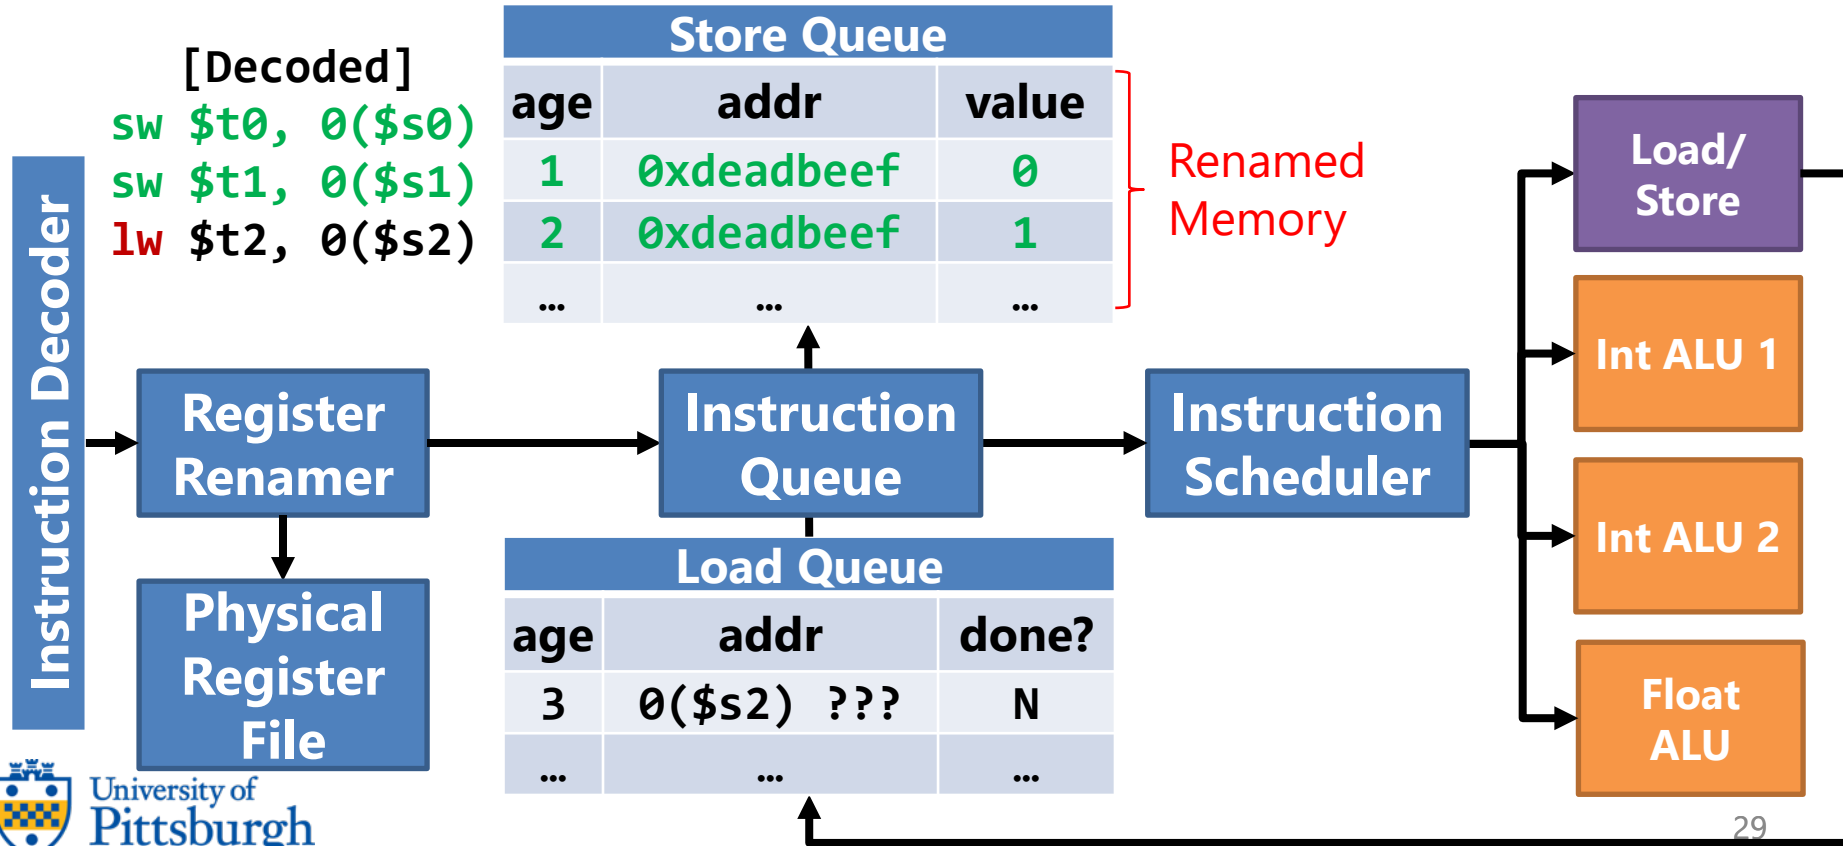 [Decoded]
sw $t0, 0($s0)
sw $t1, 0($s1)
lw $t2, 0($s2)
Instruction Decoder
Store Queue
age addr value
1 0xdeadbeef 0
2 0xdeadbeef 1
… … …
Renamed
Memory
Register
Renamer
Instruction
Queue
Instruction
Scheduler
Physical
Register
File
Load Queue
age addr done?
3 0($s2) ??? N
… … …
Load/
Store
Int ALU 1
Int ALU 2
Float
ALU
University of
Pittsburgh
29